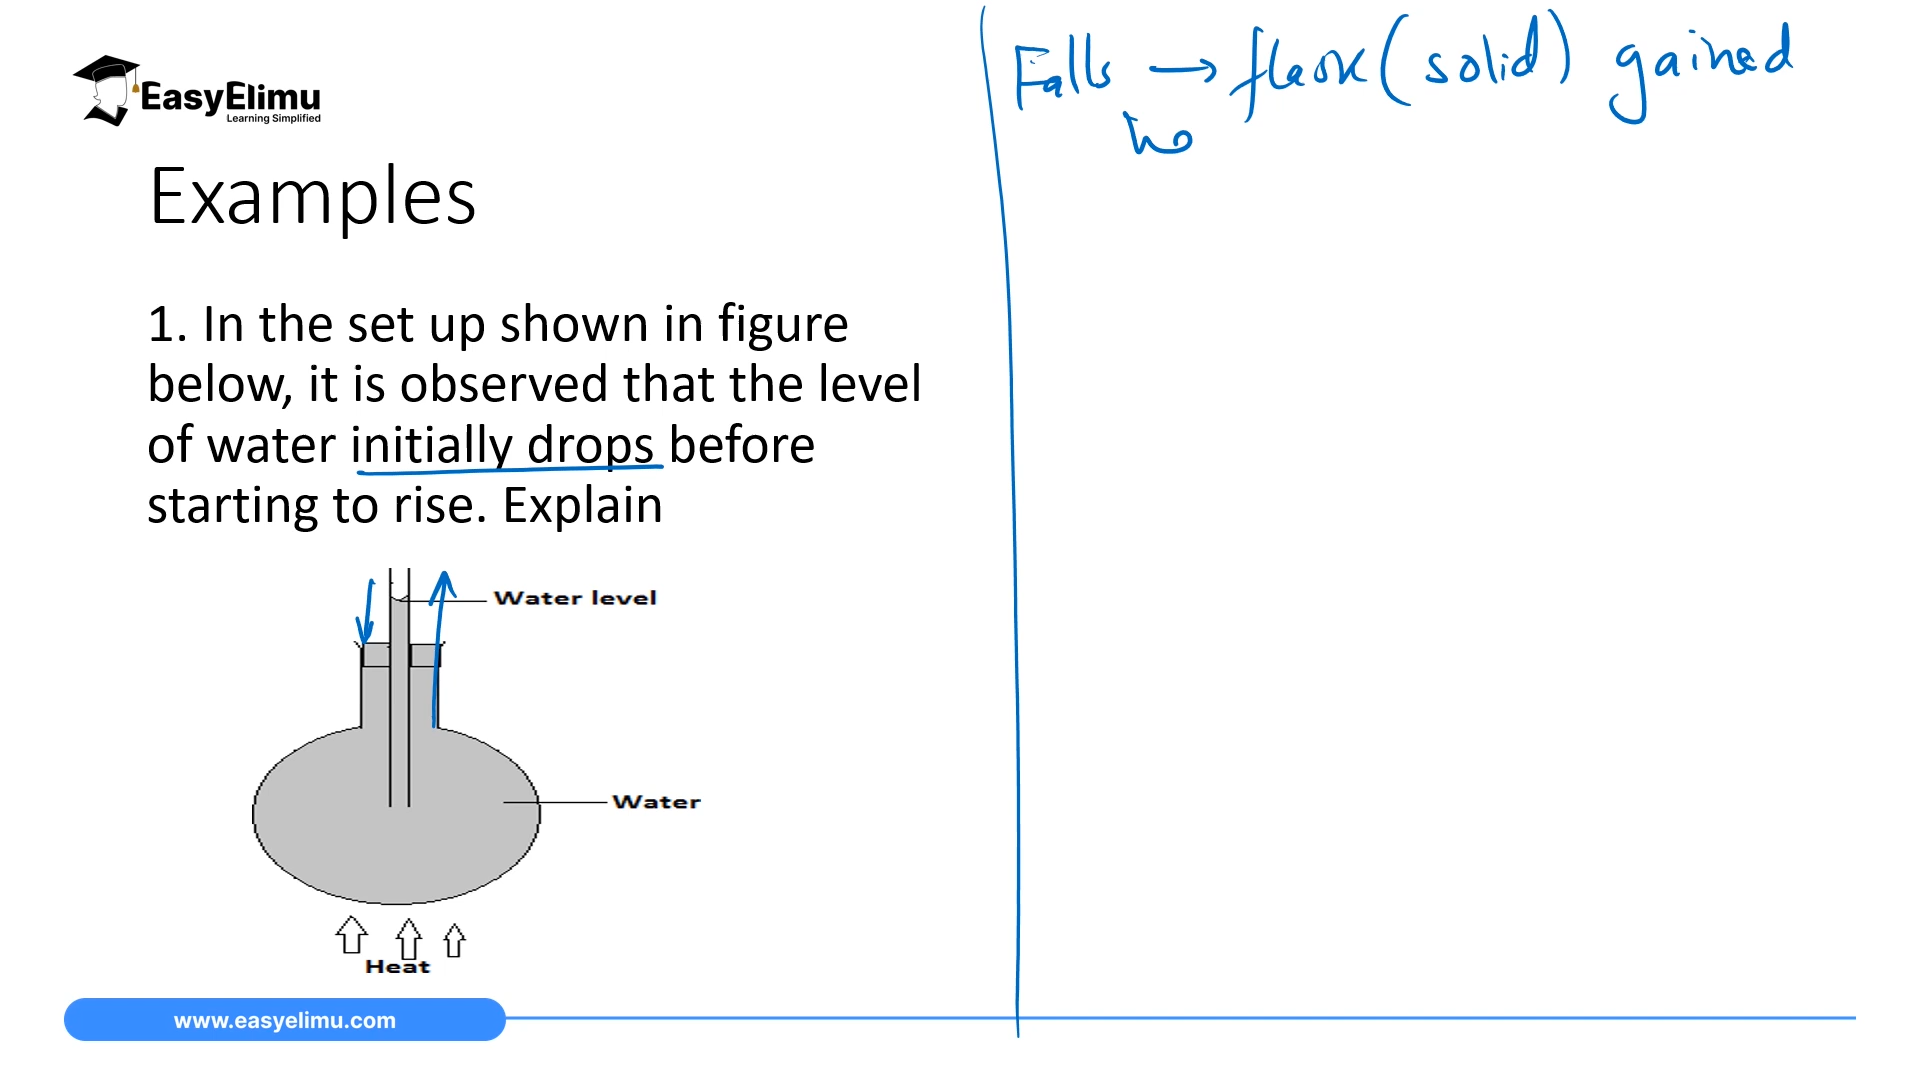 EasyElimu
Learning Simplified
Examples
1. In the set up shown in figure
below, it is observed that the level
of water initially drops before
starting to rise. Explain
Water level
Water
Heat
www.easyelimu.com
Falls → flask (solid) gained